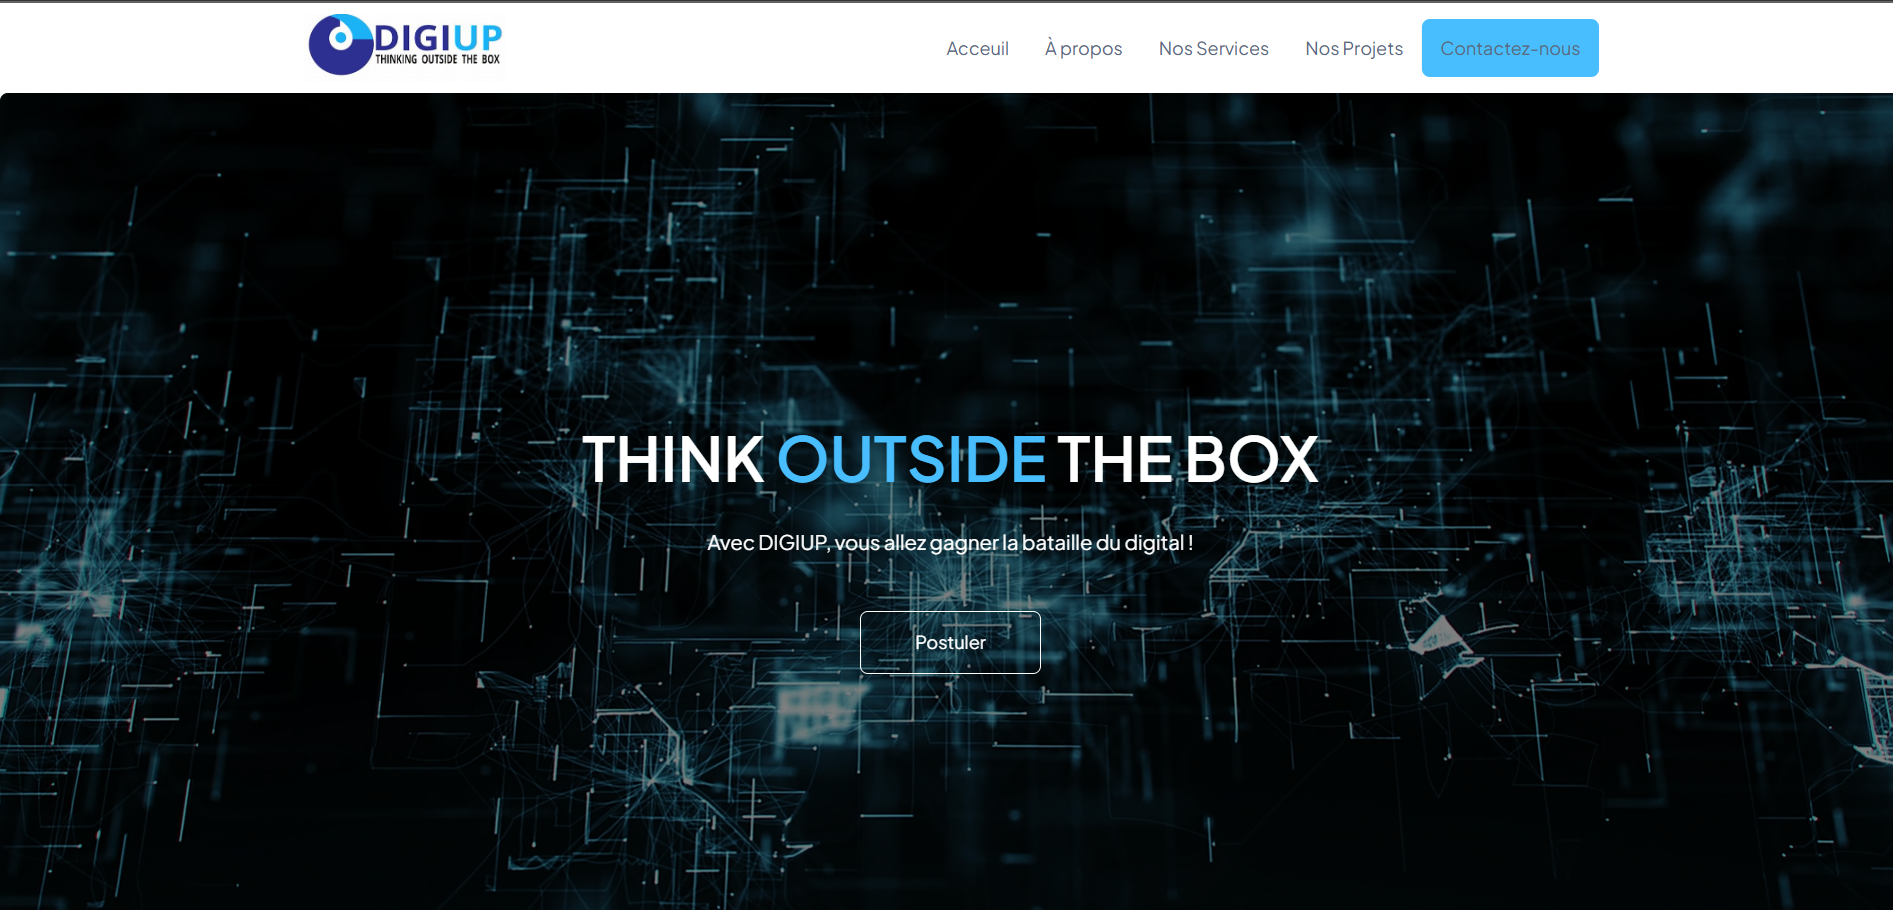 DIGIUP
THINKING OUTSIDE THE BOX
Acceuil
À propos
Nos Services
Nos Projets
Contactez-nous
THINK OUTSIDE THE BOX
Avec DIGIUP, vous allez gagner la bataille du digital !
Postuler